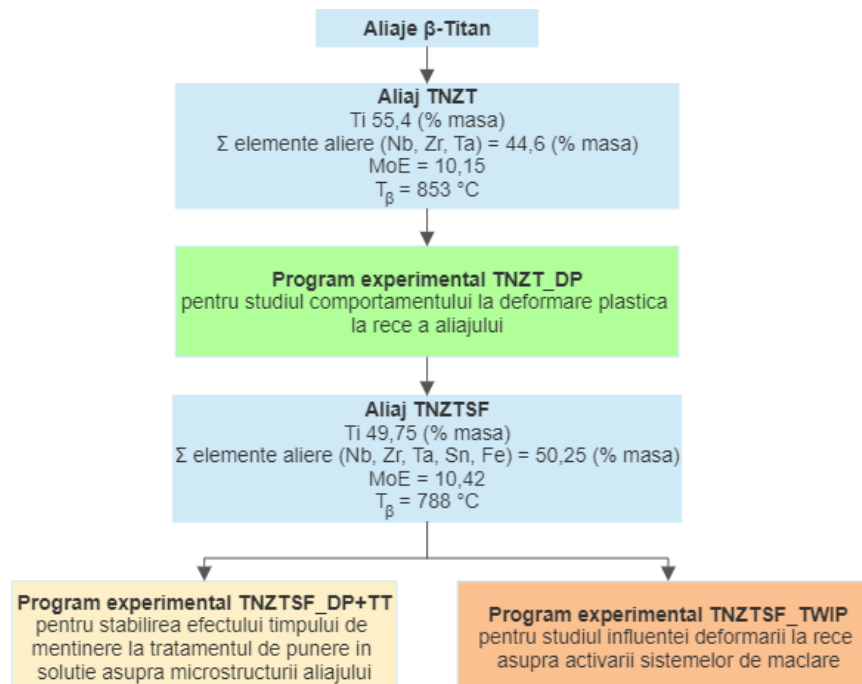 Aliaje β-Titan
Aliaj TNZT
Ti 55,4 (% masa)
Σ elemente aliere (Nb, Zr, Ta) = 44,6 (% masa)
MoE = 10,15
Tβ = 853 °C
Program experimental TNZT_DP
pentru studiul comportamentului la deformare plastica
la rece a aliajului
Aliaj TNZTSF
Ti 49,75 (% masa)
Σ elemente aliere (Nb, Zr, Ta, Sn, Fe) = 50,25 (% masa)
MoE = 10,42
Tβ = 788 °C
Program experimental TNZTSF_DP+TT
pentru stabilirea efectului timpului de
mentinere la tratamentul de punere in
solutie asupra microstructurii aliajului
Program experimental TNZTSF_TWIP
pentru studiul influentei deformarii la rece
asupra activarii sistemelor de maclare